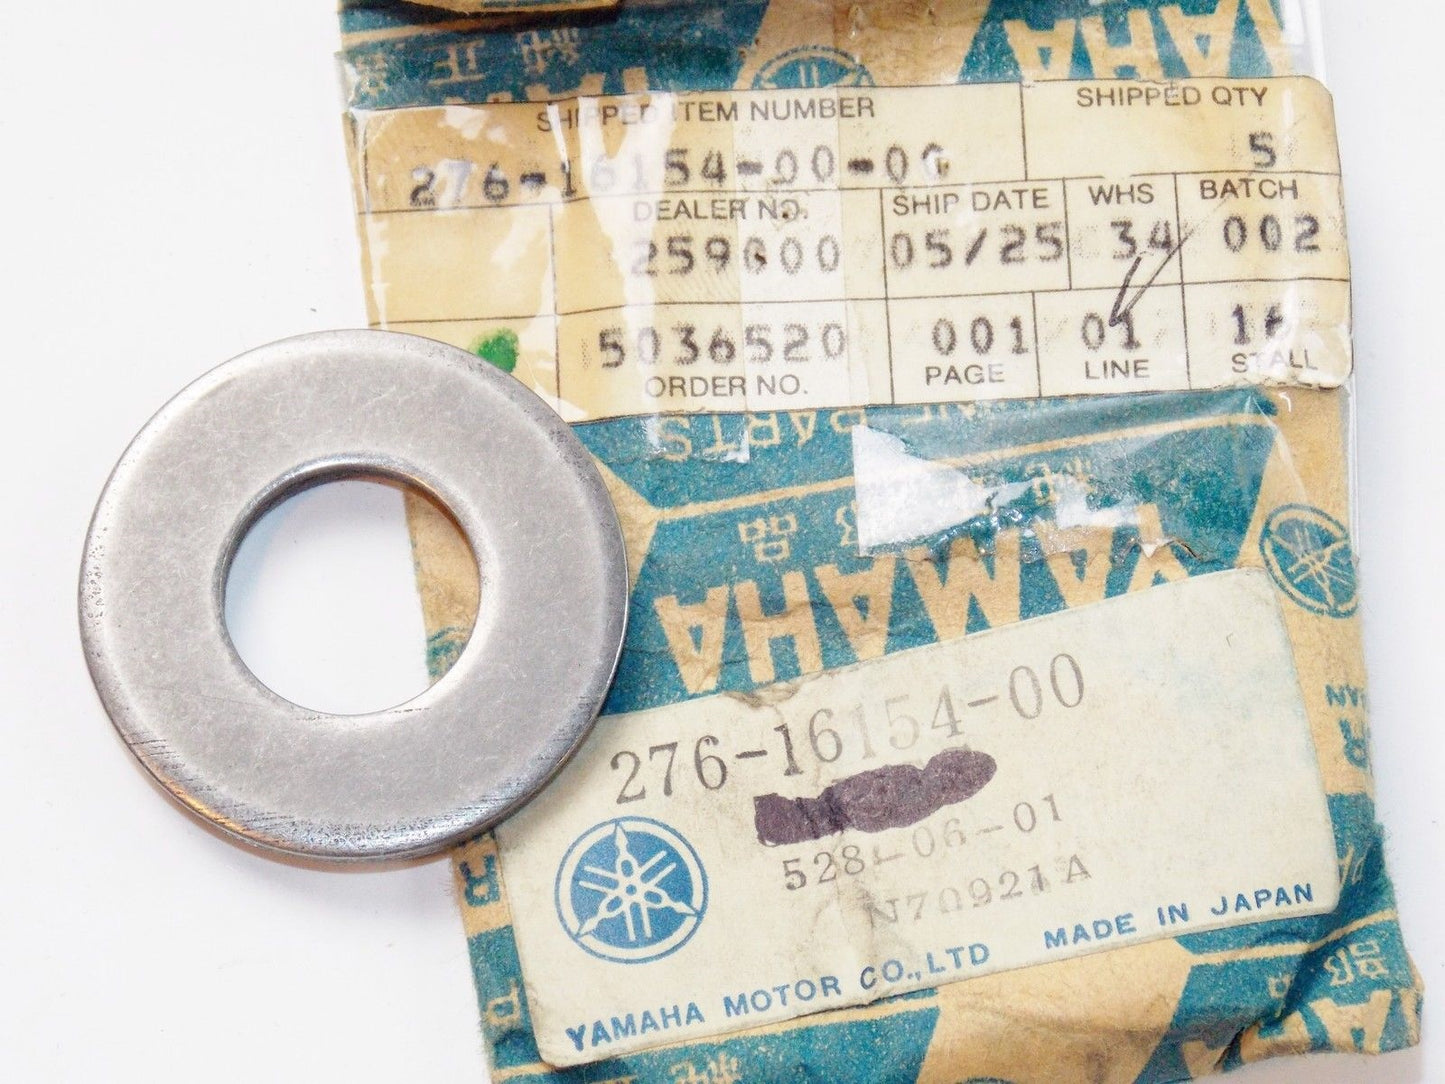 SHIPPED ITEM NUMBER SHIPPED QTY
276-16154-00-00 5
DEALER NO. SHIP DATE WHS BATCH
259000 05/25 34 002
5036520 001 01
ORDER NO. PAGE LINE STALL
PARTS
YAMAHA
YAMAHA
276-16154-00
528-06-01
N70921A
YAMAHA MOTOR CO.,LTD MADE IN JAPAN